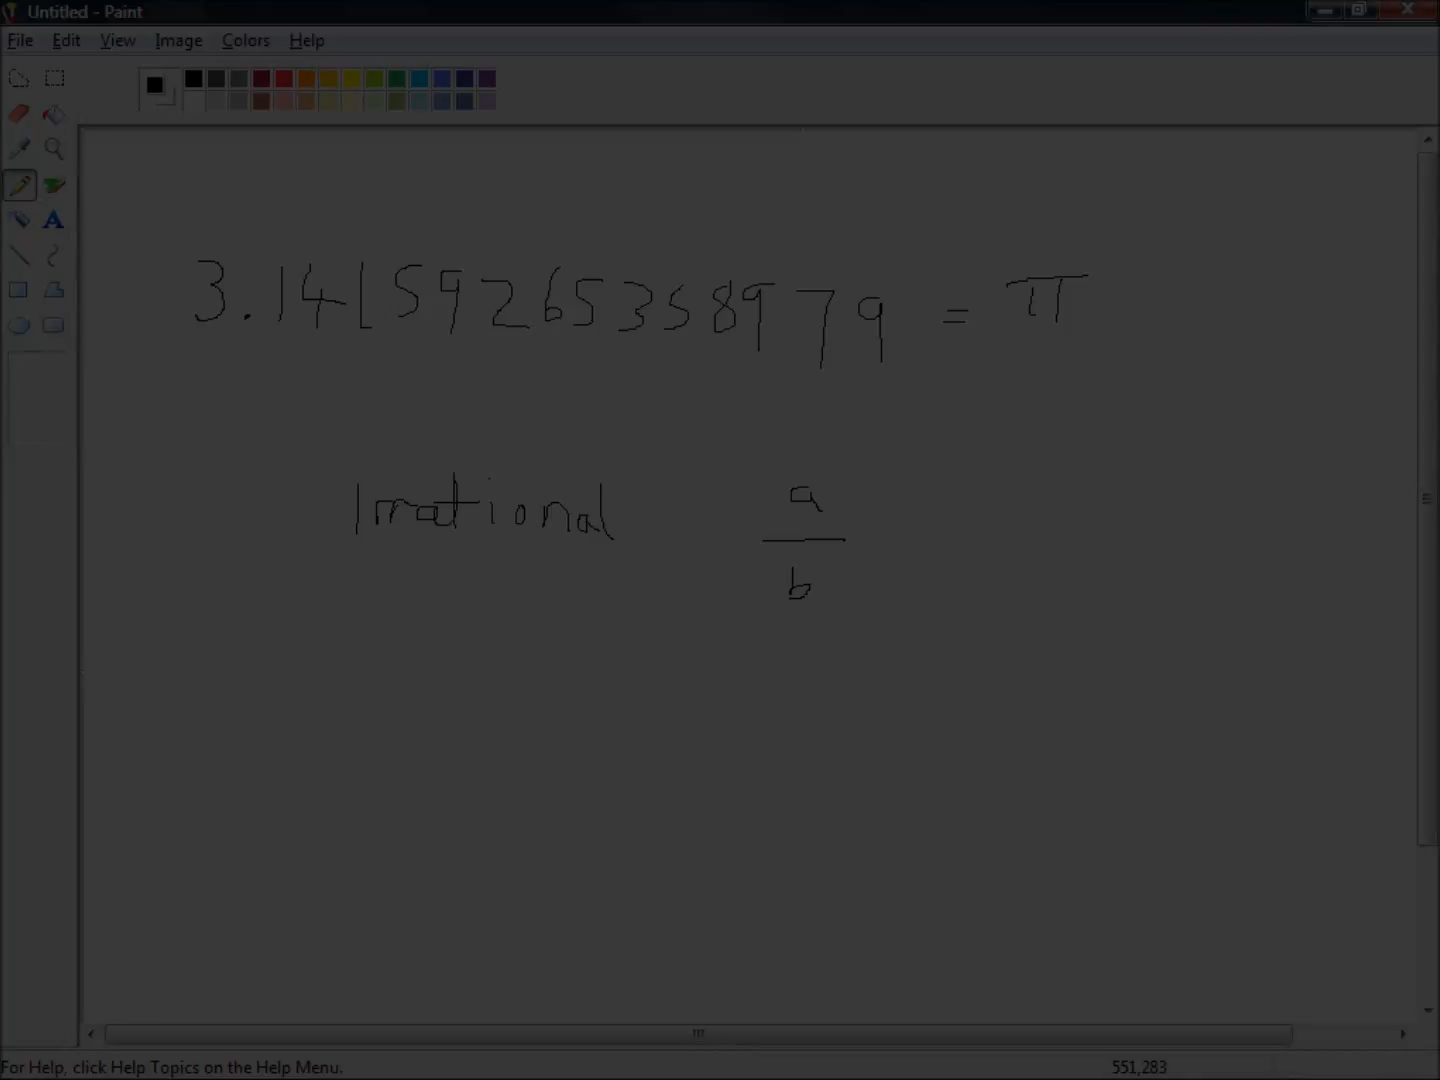 Untitled - Paint
File Edit View Image Colors Help
3.14159265358979 = π
Irrational
a
b
For Help, click Help Topics on the Help Menu.
551,283